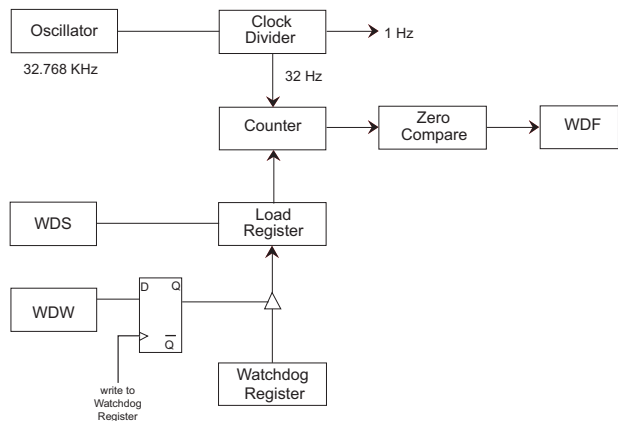 Oscillator
Clock
Divider
1 Hz
32.768 KHz
32 Hz
Counter
Zero
Compare
WDF
WDS
Load
Register
WDW
D
Q
Q
write to
Watchdog
Register
Watchdog
Register